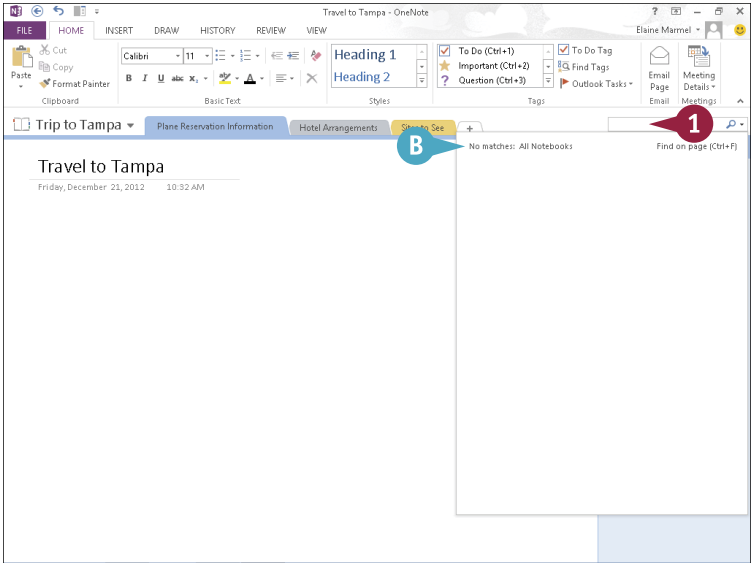 Travel to Tampa - OneNote
FILE HOME INSERT DRAW HISTORY REVIEW VIEW Elaine Marmel
Paste
Cut
Copy
Format Painter
Clipboard
Calibri 11
B I U abc X₂ A
Basic Text
Heading 1
Heading 2
Styles
To Do (Ctrl+1)
Important (Ctrl+2)
Question (Ctrl+3)
To Do Tag
Find Tags
Outlook Tasks
Tags
Email
Page
Email
Meeting
Details
Meetings
Trip to Tampa Plane Reservation Information Hotel Arrangements Sites to See + 1
B No matches: All Notebooks Find on page (Ctrl+F)
Travel to Tampa
Friday, December 21, 2012 10:32 AM